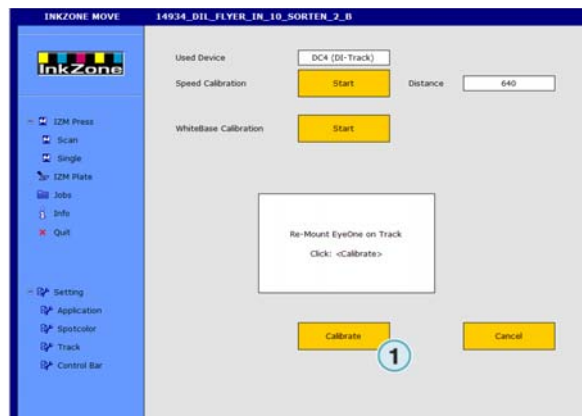 INKZONE MOVE 14934_DIL_FLYER_IN_10_SORTEN_2_B
InkZone
IZM Press
Scan
Single
IZM Plate
Jobs
Info
Quit
Setting
Application
Spotcolor
Track
Control Bar
Used Device DC4 (DI-Track)
Speed Calibration Start Distance 640
WhiteBase Calibration Start
Re-Mount EyeOne on Track
Click: <Calibrate>
Calibrate Cancel
1